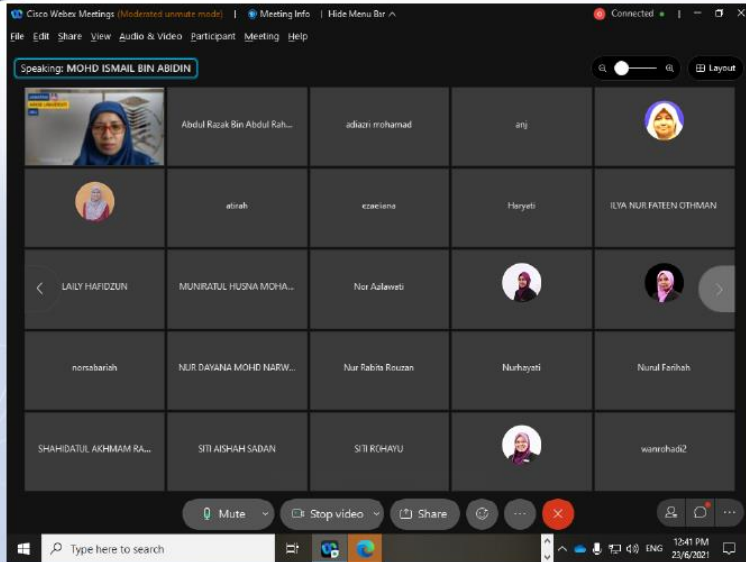 Cisco Webex Meetings (Moderated unmute mode) | Meeting Info | Hide Menu Bar Connected
File Edit Share View Audio & Video Participant Meeting Help
Speaking: MOHD ISMAIL BIN ABIDIN
Layout
Abdul Razak Bin Abdul Rah... adiazri mohamad anj
atirah ezaeiana Haryati ILYA NUR FATEEN OTHMAN
LAILY HAFIDZUN MUNIRATUL HUSNA MOHA... Nor Azlawati
norsabariah NUR DAYANA MOHD NARW... Nur Rabita Rouzan Nurhayati Nurul Farihah
SHAHIDATUL AKHMAM RA... SITI AISHAH SADAN SITI ROHAYU wanrohadi2
Mute Stop video Share
Type here to search ENG 12:41 PM
23/6/2021